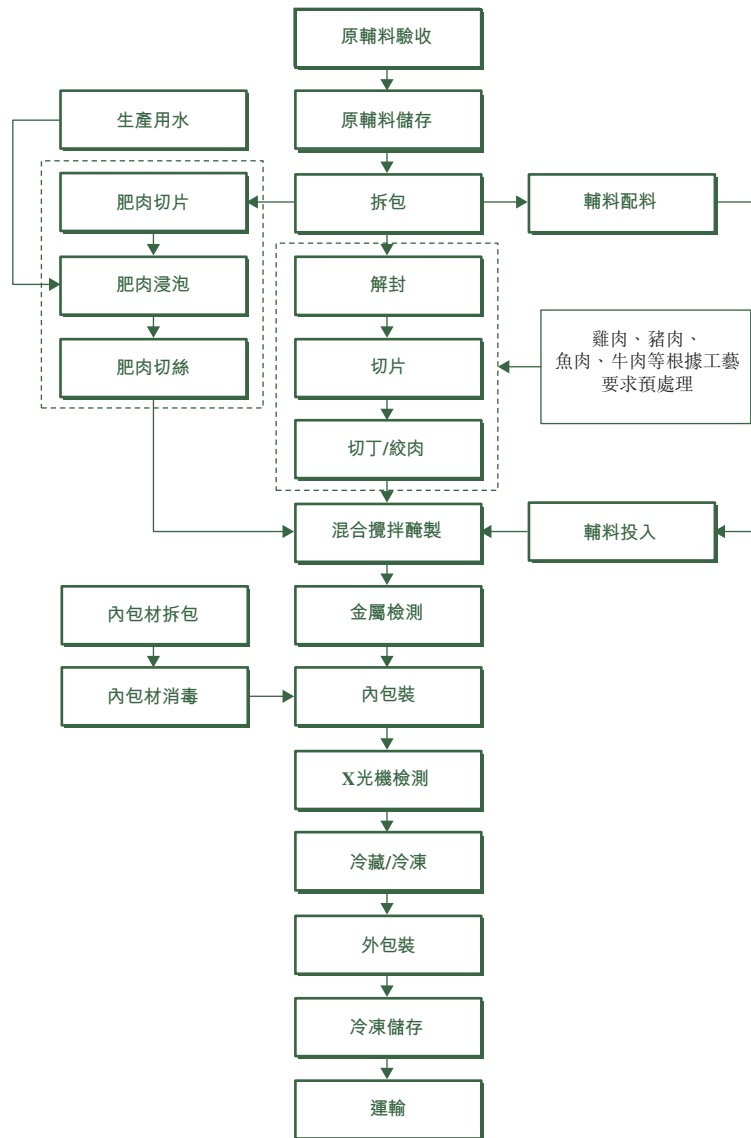 原輔料驗收
生產用水
原輔料儲存
肥肉切片
拆包
輔料配料
肥肉浸泡
解封
雞肉、豬肉、
魚肉、牛肉等根據工藝
要求預處理
肥肉切絲
切片
切丁/絞肉
混合攪拌醃製
輔料投入
內包材拆包
金屬檢測
內包材消毒
內包裝
X光機檢測
冷藏/冷凍
外包裝
冷凍儲存
運輸